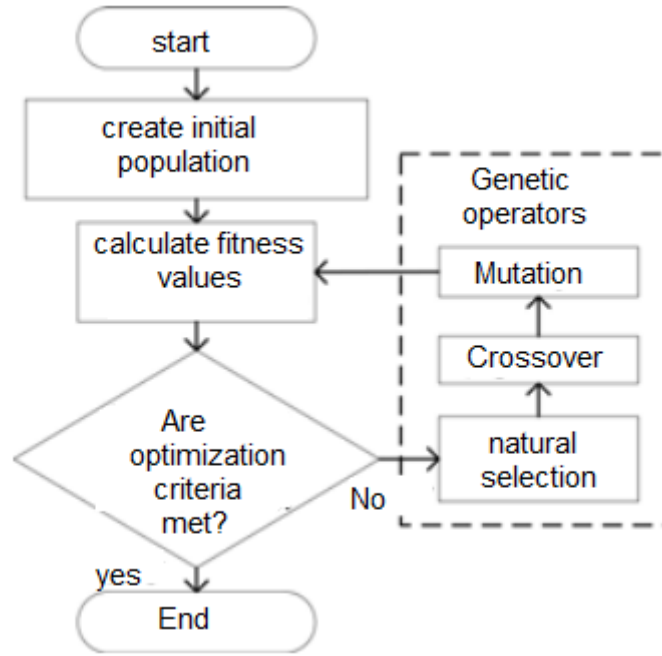 start
create initial
population
calculate fitness
values
Are
optimization
criteria
met?
yes
End
No
Genetic
operators
Mutation
Crossover
natural
selection